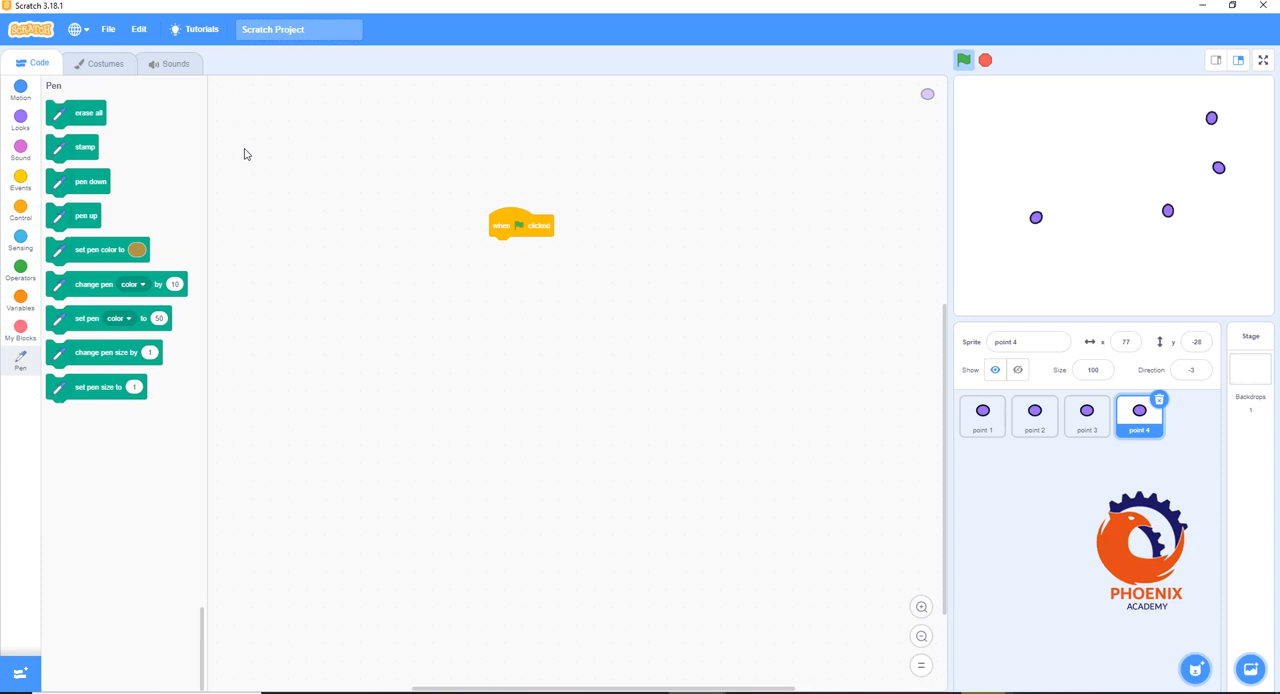 Scratch 3.18.1
SCRATCH
File
Edit
Tutorials
Scratch Project
Code
Costumes
Sounds
Motion
Looks
Sound
Events
Control
Sensing
Operators
Variables
My Blocks
Pen
Pen
erase all
stamp
pen down
pen up
set pen color to
change pen color by 10
set pen color to 50
change pen size by 1
set pen size to 1
when clicked
Sprite point 4 x 77 y -28
Show Size 100 Direction -3
point 1
point 2
point 3
point 4
Stage
Backdrops
1
PHOENIX
ACADEMY